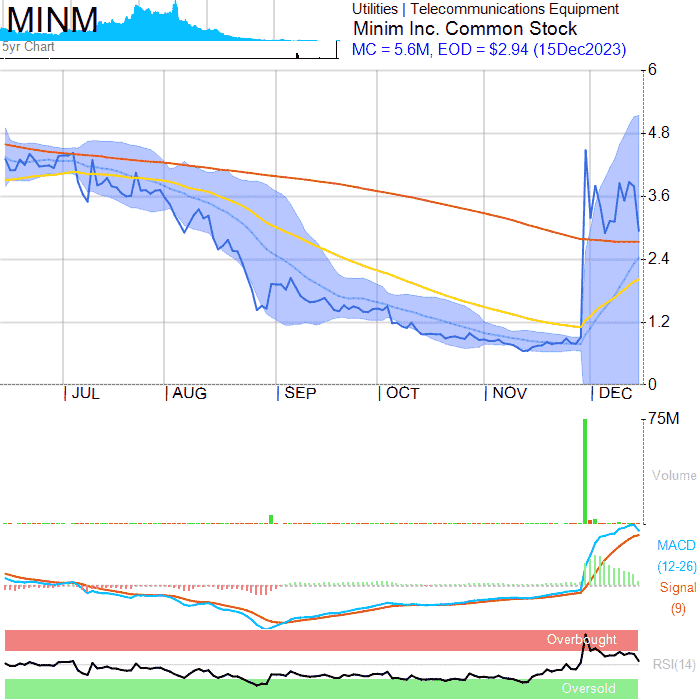 MINM
5yr Chart
Utilities | Telecommunications Equipment
Minim Inc. Common Stock
MC = 5.6M, EOD = $2.94 (15Dec2023)
6
4.8
3.6
2.4
1.2
0
JUL AUG SEP OCT NOV DEC
75M
Volume
MACD
(12-26)
Signal
(9)
Overbought
RSI(14)
Oversold